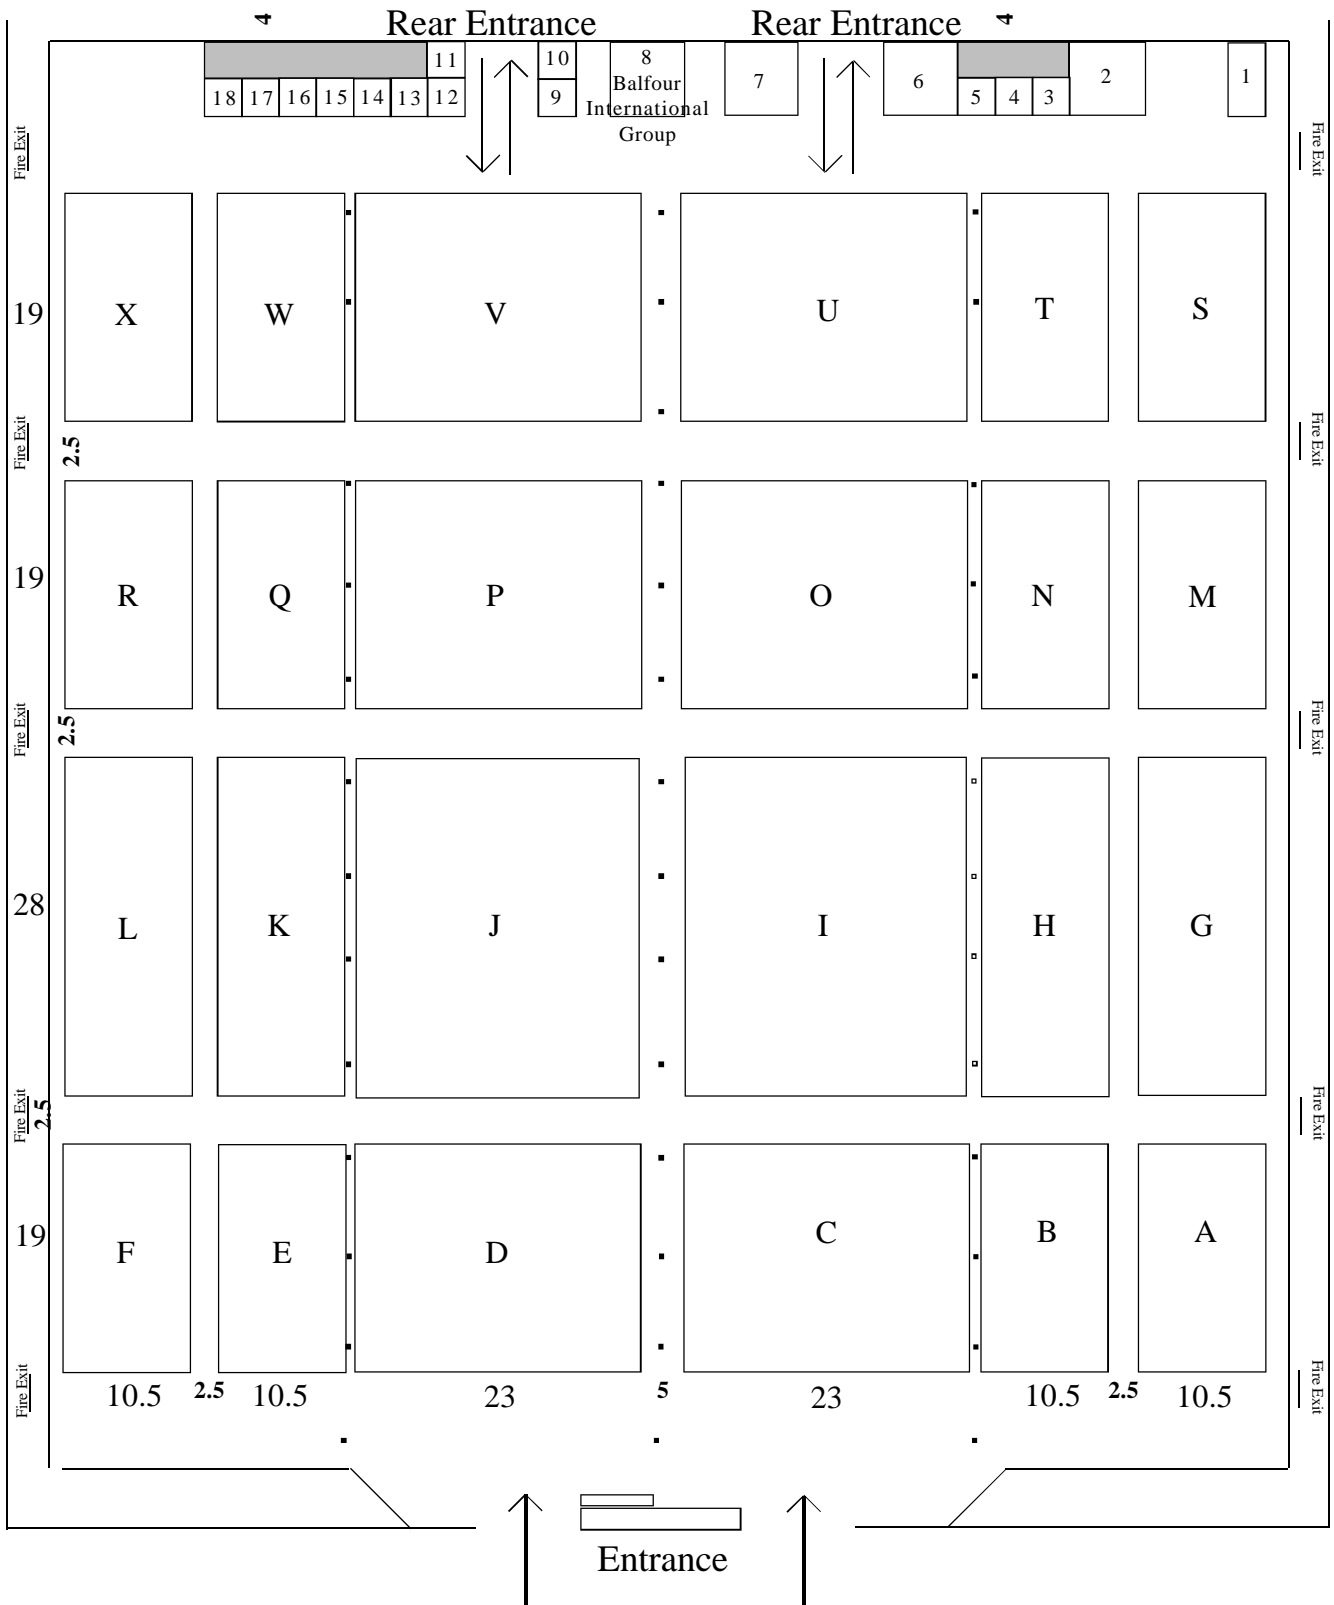 4
Rear Entrance
Rear Entrance
4
11
10
8
7
6
2
1
Balfour
International
Group
18 17 16 15 14 13 12
9
5 4 3
Fire Exit
Fire Exit
19
X
W
V
U
T
S
Fire Exit
2.5
Fire Exit
19
R
Q
P
O
N
M
Fire Exit
2.5
Fire Exit
28
L
K
J
I
H
G
Fire Exit
2.5
Fire Exit
19
F
E
D
C
B
A
Fire Exit
10.5
2.5
10.5
23
5
23
10.5
2.5
10.5
Fire Exit
Entrance